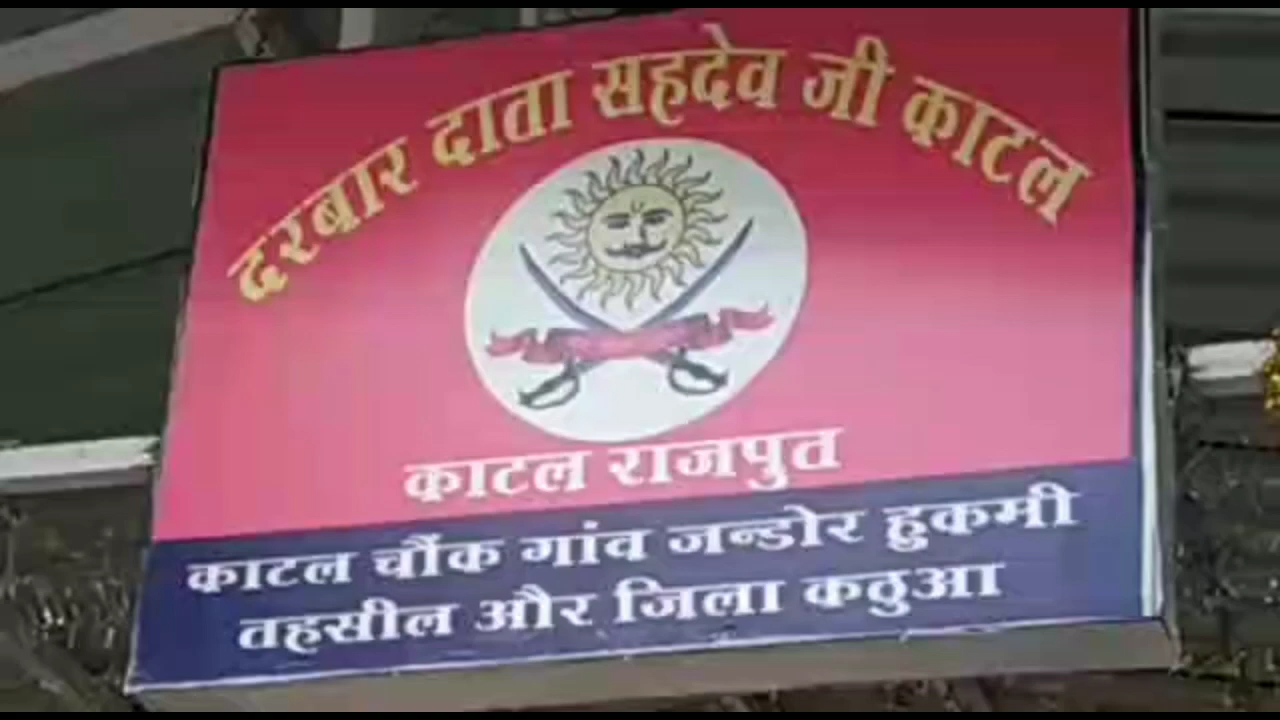 दरबार दाता सहदेव जी क़ाटल
क़ाटल राजपुत
क़ाटल चौंक गांव जन्डोर हुकमी
तहसील और जिला कठुआ